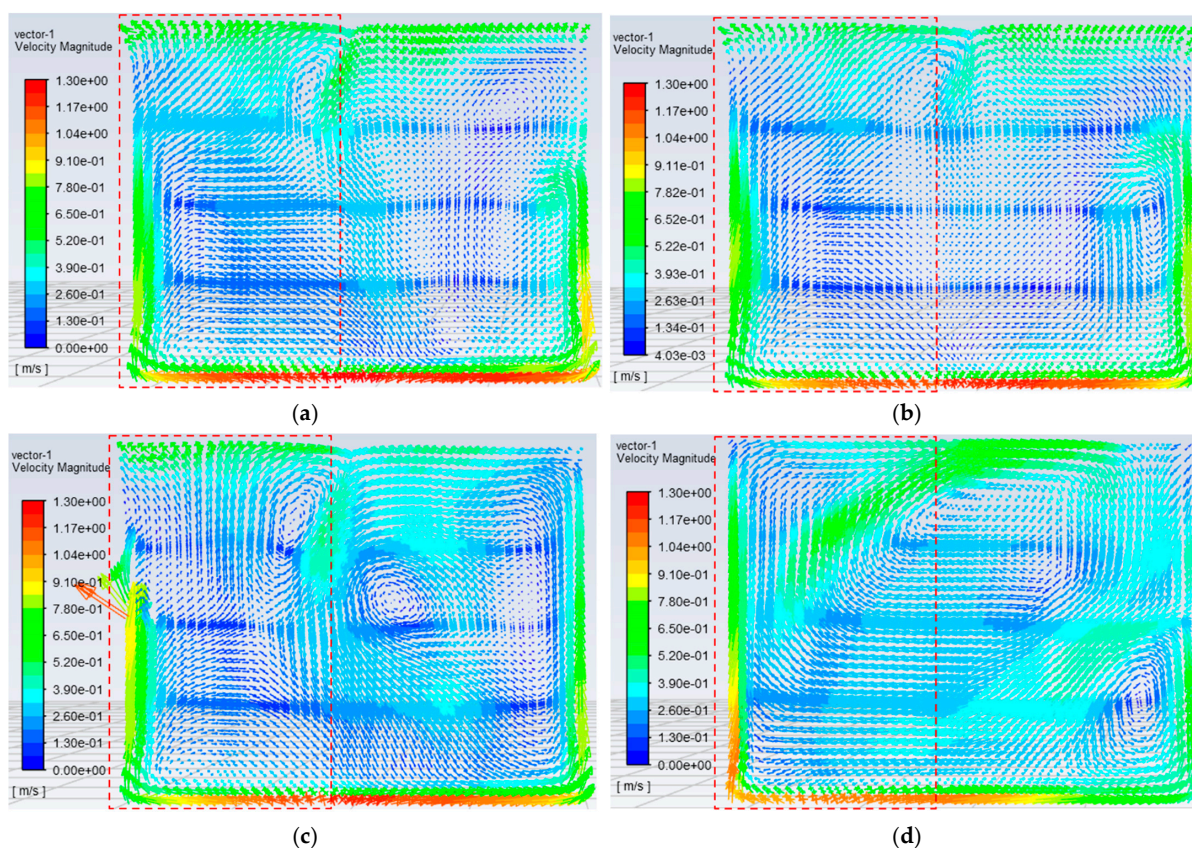 vector-1
Velocity Magnitude
1.30e+00
1.17e+00
1.04e+00
9.10e-01
7.80e-01
6.50e-01
5.20e-01
3.90e-01
2.60e-01
1.30e-01
0.00e+00
[ m/s ]
(a)
vector-1
Velocity Magnitude
1.30e+00
1.17e+00
1.04e+00
9.11e-01
7.82e-01
6.52e-01
5.22e-01
3.93e-01
2.63e-01
1.34e-01
4.03e-03
[ m/s ]
(b)
vector-1
Velocity Magnitude
1.30e+00
1.17e+00
1.04e+00
9.10e-01
7.80e-01
6.50e-01
5.20e-01
3.90e-01
2.60e-01
1.30e-01
0.00e+00
[ m/s ]
(c)
vector-1
Velocity Magnitude
1.30e+00
1.17e+00
1.04e+00
9.10e-01
7.80e-01
6.50e-01
5.20e-01
3.90e-01
2.60e-01
1.30e-01
0.00e+00
[ m/s ]
(d)